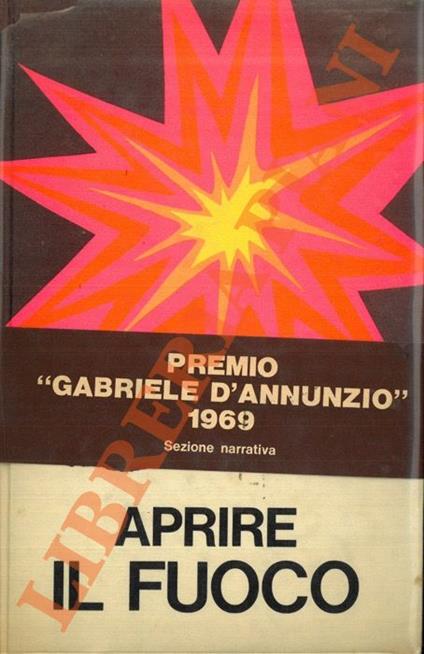 PREMIO
"GABRIELE D'ANNUNZIO"
1969
Sezione narrativa
APRIRE
IL FUOCO